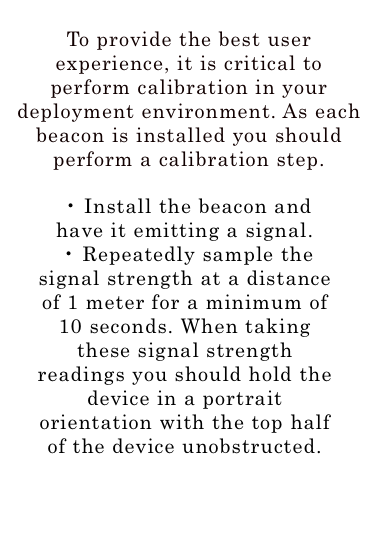 To provide the best user
experience, it is critical to
perform calibration in your
deployment environment. As each
beacon is installed you should
perform a calibration step.
• Install the beacon and
have it emitting a signal.
• Repeatedly sample the
signal strength at a distance
of 1 meter for a minimum of
10 seconds. When taking
these signal strength
readings you should hold the
device in a portrait
orientation with the top half
of the device unobstructed.